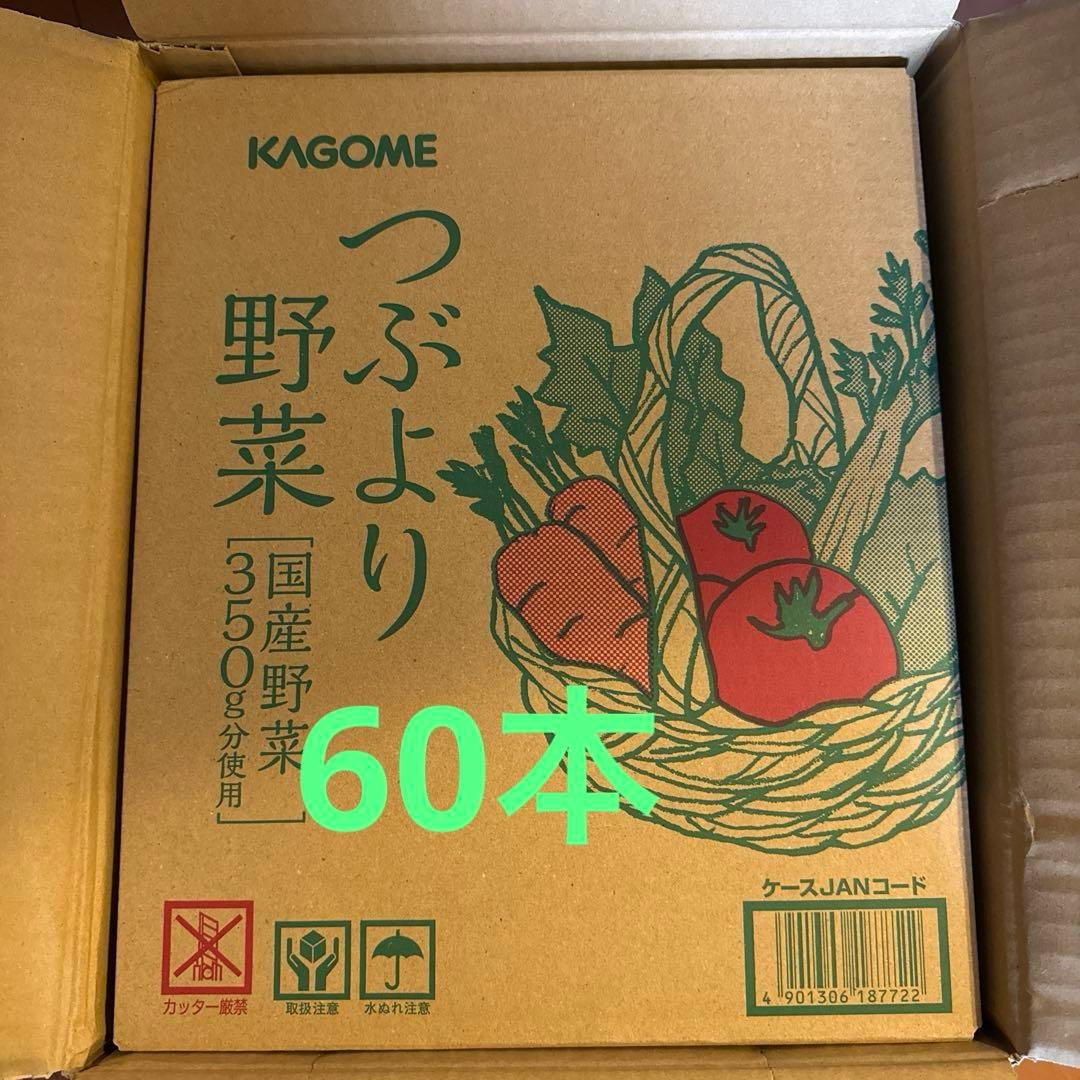 KAGOME
つぶより
野菜
[国産野菜
350g分使用]
60本
ケースJANコード
4 901306 187722
カッター厳禁
取扱注意
水ぬれ注意